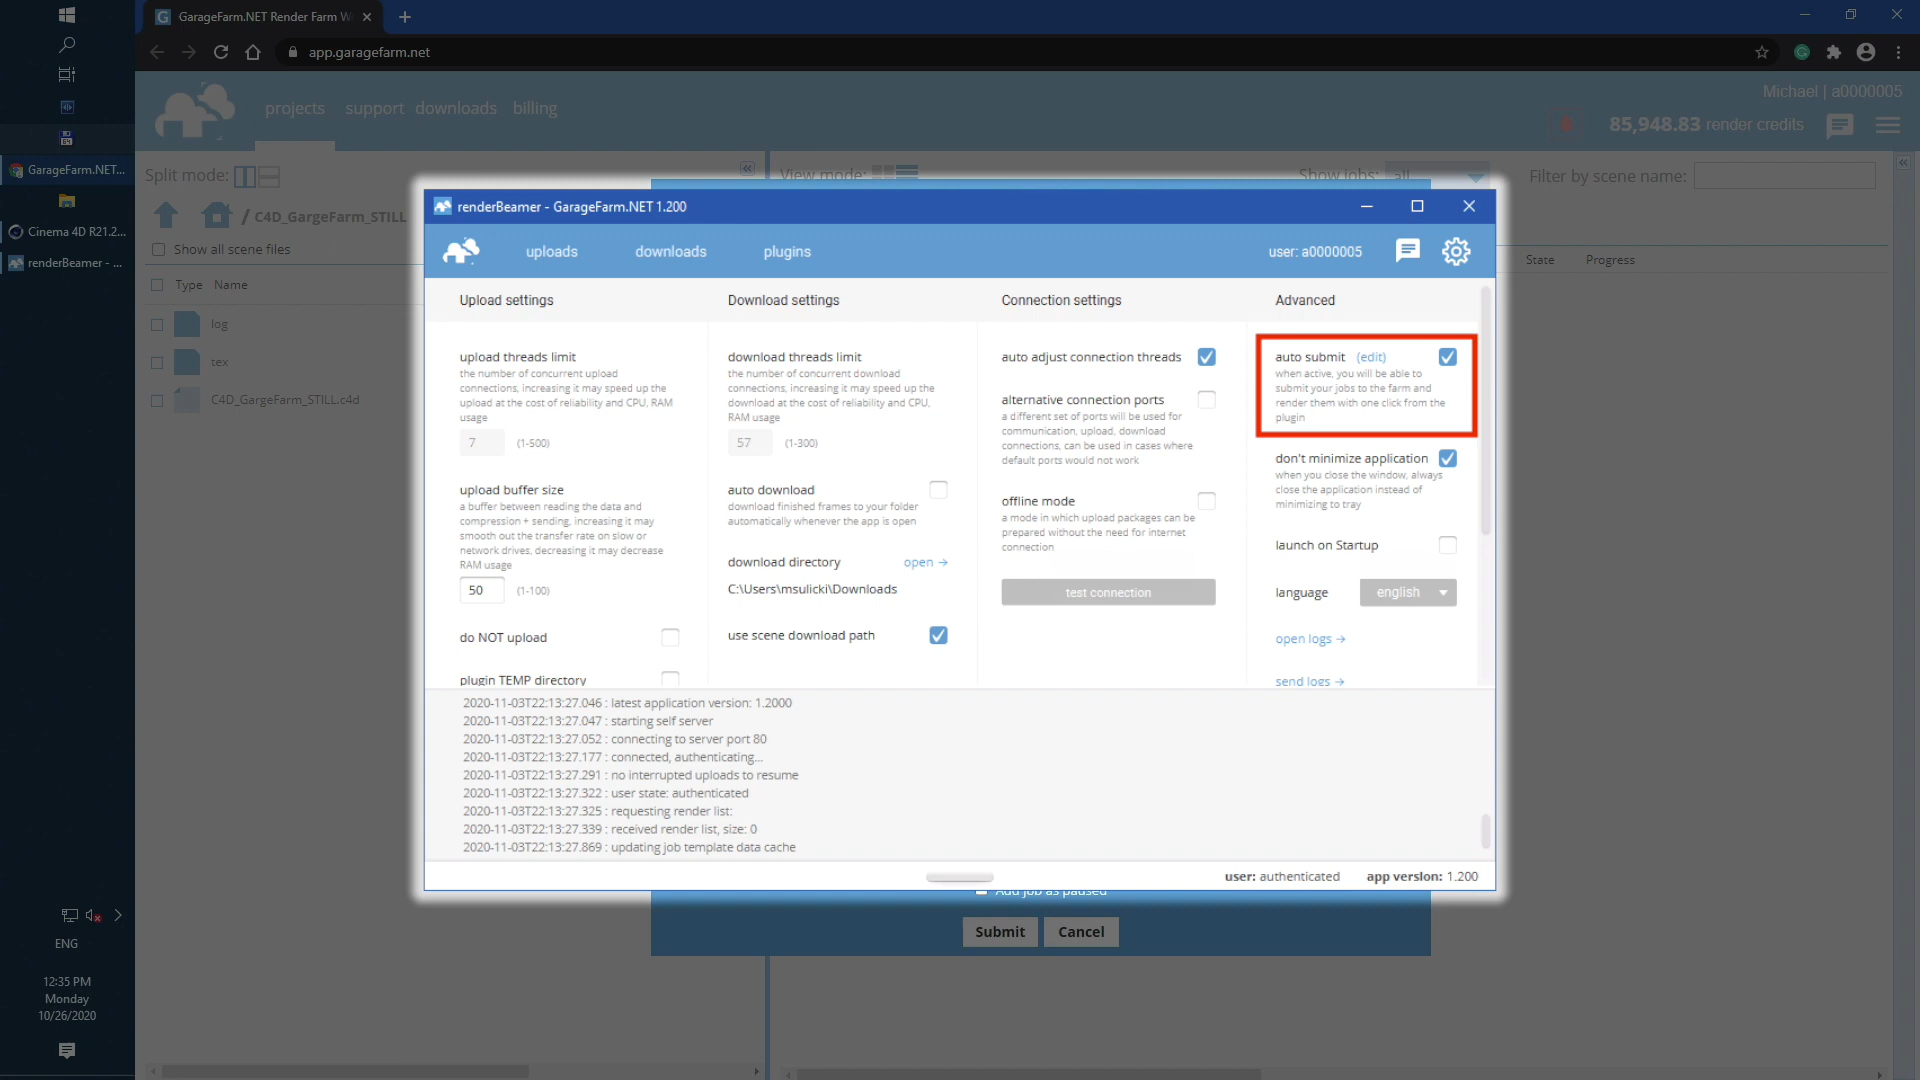 GarageFarm.NET Render Farm W
app.garagefarm.net
projects
support
downloads
billing
Michael | a0000005
85,948.83 render credits
GarageFarm.NET...
Cinema 4D R21.2...
renderBeamer - ...
Split mode:
View mode:
Show jobs:
all
Filter by scene name:
/ C4D_GargeFarm_STILL
Show all scene files
Type
Name
State
Progress
log
tex
C4D_GargeFarm_STILL.c4d
renderBeamer - GarageFarm.NET 1.200
uploads
downloads
plugins
user: a0000005
Upload settings
Download settings
Connection settings
Advanced
upload threads limit
the number of concurrent upload
connections, increasing it may speed up the
upload at the cost of reliability and CPU, RAM
usage
7
(1-500)
upload buffer size
a buffer between reading the data and
compression + sending, increasing it may
smooth out the transfer rate on slow or
network drives, decreasing it may decrease
RAM usage
50
(1-100)
do NOT upload
plugin TEMP directory
download threads limit
the number of concurrent download
connections, increasing it may speed up the
download at the cost of reliability and CPU,
RAM usage
57
(1-300)
auto download
download finished frames to your folder
automatically whenever the app is open
download directory
open →
C:\Users\msulicki\Downloads
use scene download path
auto adjust connection threads
alternative connection ports
a different set of ports will be used for
communication, upload, download
connections, can be used in cases where
default ports would not work
offline mode
a mode in which upload packages can be
prepared without the need for internet
connection
test connection
auto submit (edit)
when active, you will be able to
submit your jobs to the farm and
render them with one click from the
plugin
don't minimize application
when you close the window, always
close the application instead of
minimizing to tray
launch on Startup
language
english
open logs →
send logs →
2020-11-03T22:13:27.046 : latest application version: 1.2000
2020-11-03T22:13:27.047 : starting self server
2020-11-03T22:13:27.052 : connecting to server port 80
2020-11-03T22:13:27.177 : connected, authenticating...
2020-11-03T22:13:27.291 : no interrupted uploads to resume
2020-11-03T22:13:27.322 : user state: authenticated
2020-11-03T22:13:27.325 : requesting render list:
2020-11-03T22:13:27.339 : received render list, size: 0
2020-11-03T22:13:27.869 : updating job template data cache
user: authenticated
app version: 1.200
Add job as paused
Submit
Cancel
ENG
12:35 PM
Monday
10/26/2020